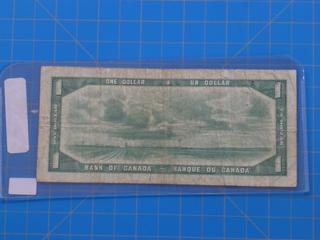 ONE DOLLAR
UN DOLLAR
BANK OF CANADA — BANQUE DU CANADA